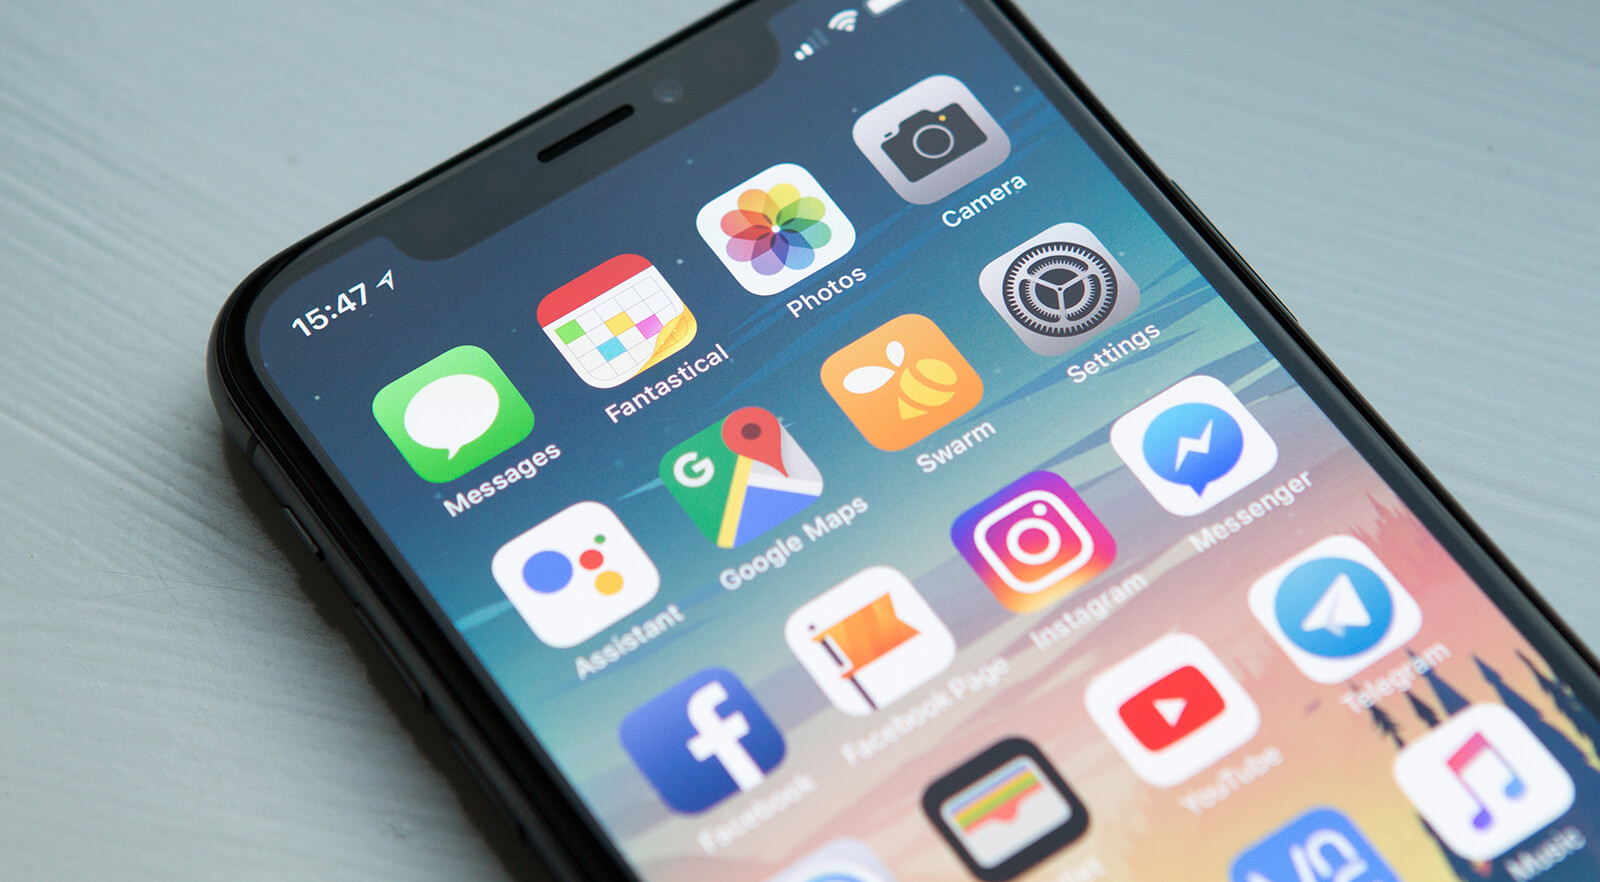 15:47
Messages
Fantastical
Photos
Camera
Assistant
G
Google Maps
Swarm
Settings
f
Facebook
Facebook Page
Instagram
Messenger
YouTube
Telegram
Music